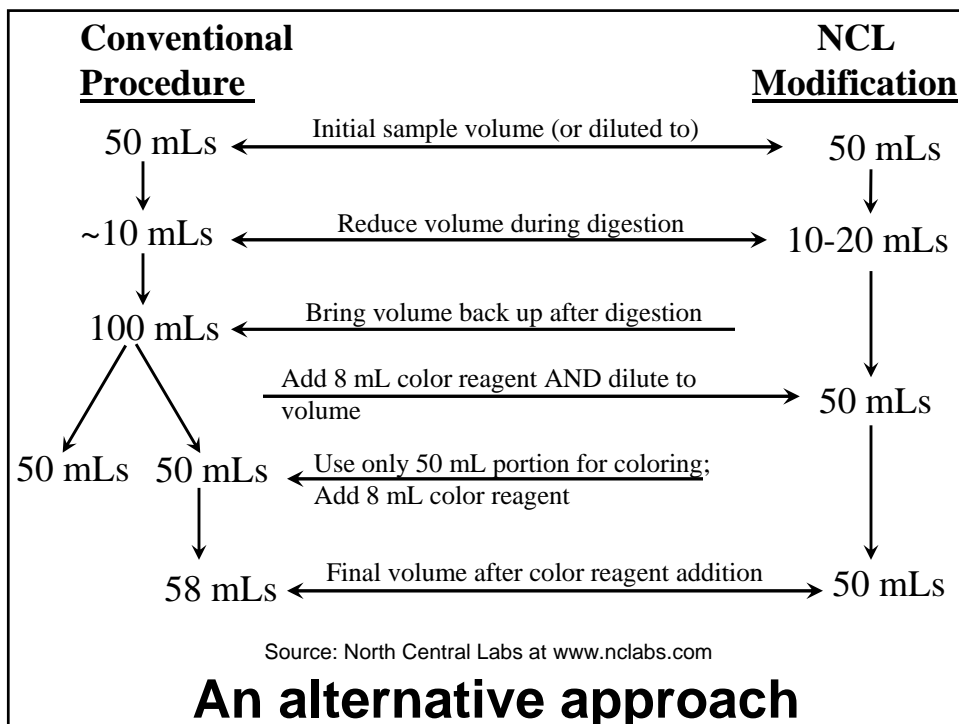 Conventional
Procedure
NCL
Modification
50 mLs
Initial sample volume (or diluted to)
50 mLs
~10 mLs
Reduce volume during digestion
10-20 mLs
100 mLs
Bring volume back up after digestion
Add 8 mL color reagent AND dilute to
volume
50 mLs
50 mLs
50 mLs
Use only 50 mL portion for coloring;
Add 8 mL color reagent
58 mLs
Final volume after color reagent addition
50 mLs
Source: North Central Labs at www.nclabs.com
An alternative approach